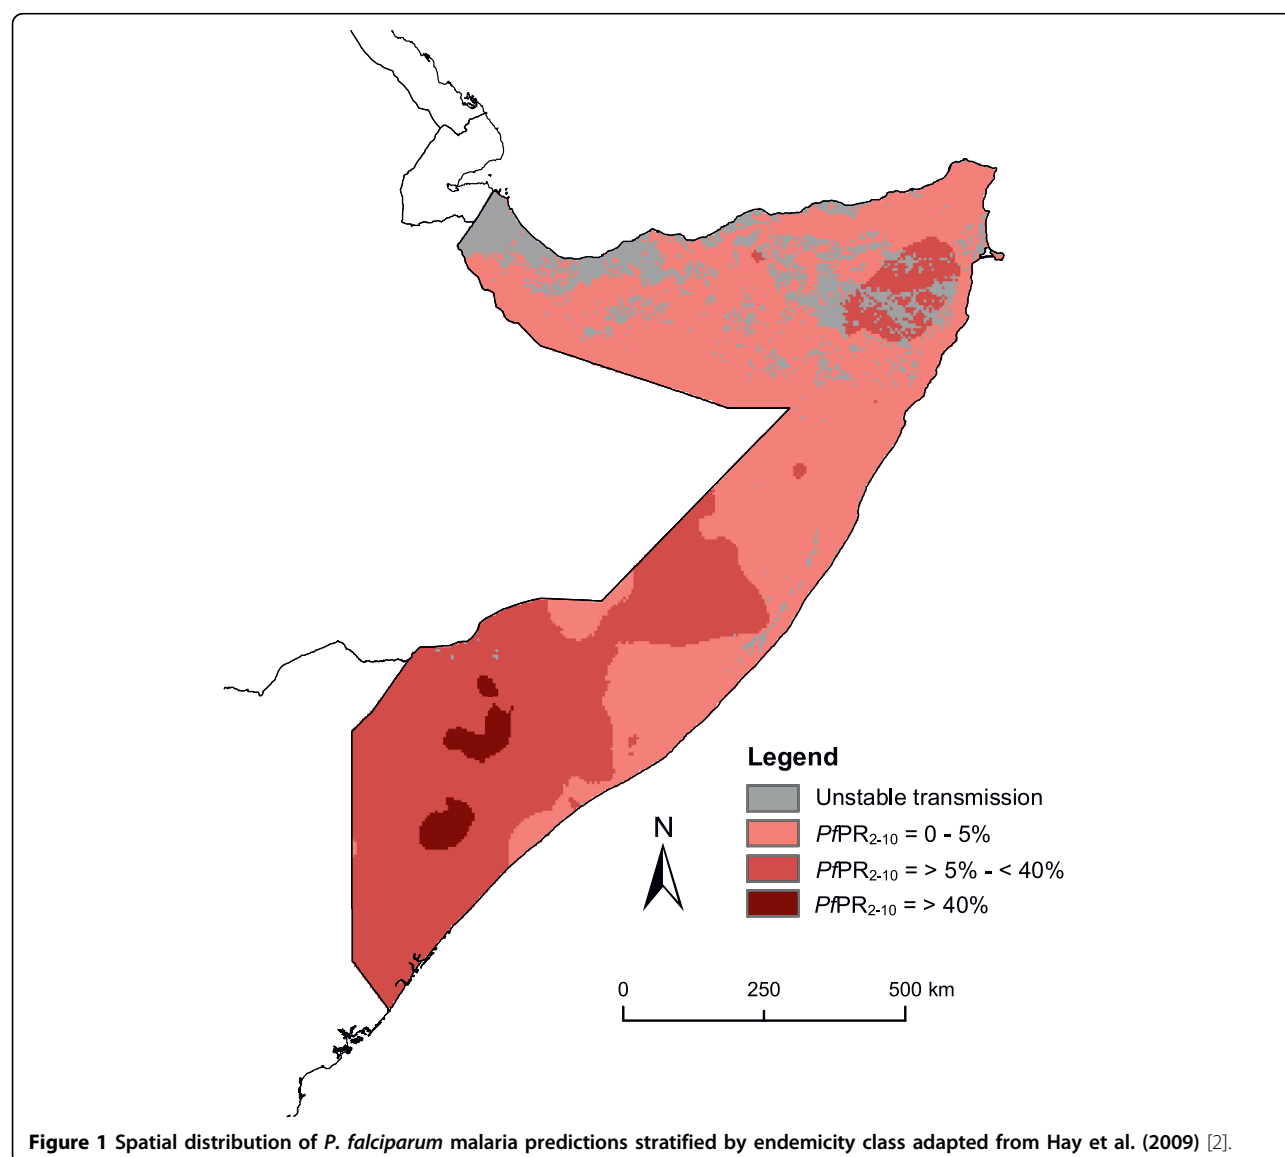 N
Legend
Unstable transmission
PfPR2-10 = 0 - 5%
PfPR2-10 = > 5% - < 40%
PfPR2-10 = > 40%
0 250 500 km
Figure 1 Spatial distribution of P. falciparum malaria predictions stratified by endemicity class adapted from Hay et al. (2009) [2].